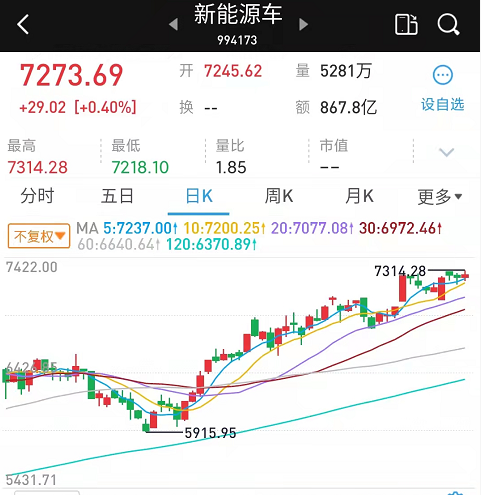 新能源车
994173
7273.69
+29.02 [+0.40%]
开 7245.62 量 5281万
换 -- 额 867.8亿
设自选
最高 最低 量比 市值
7314.28 7218.10 1.85 --
分时 五日 日K 周K 月K 更多
不复权 MA 5:7237.00↑ 10:7200.25↑ 20:7077.08↑ 30:6972.46↑
60:6640.64↑ 120:6370.89↑
7422.00
7314.28
5915.95
5431.71